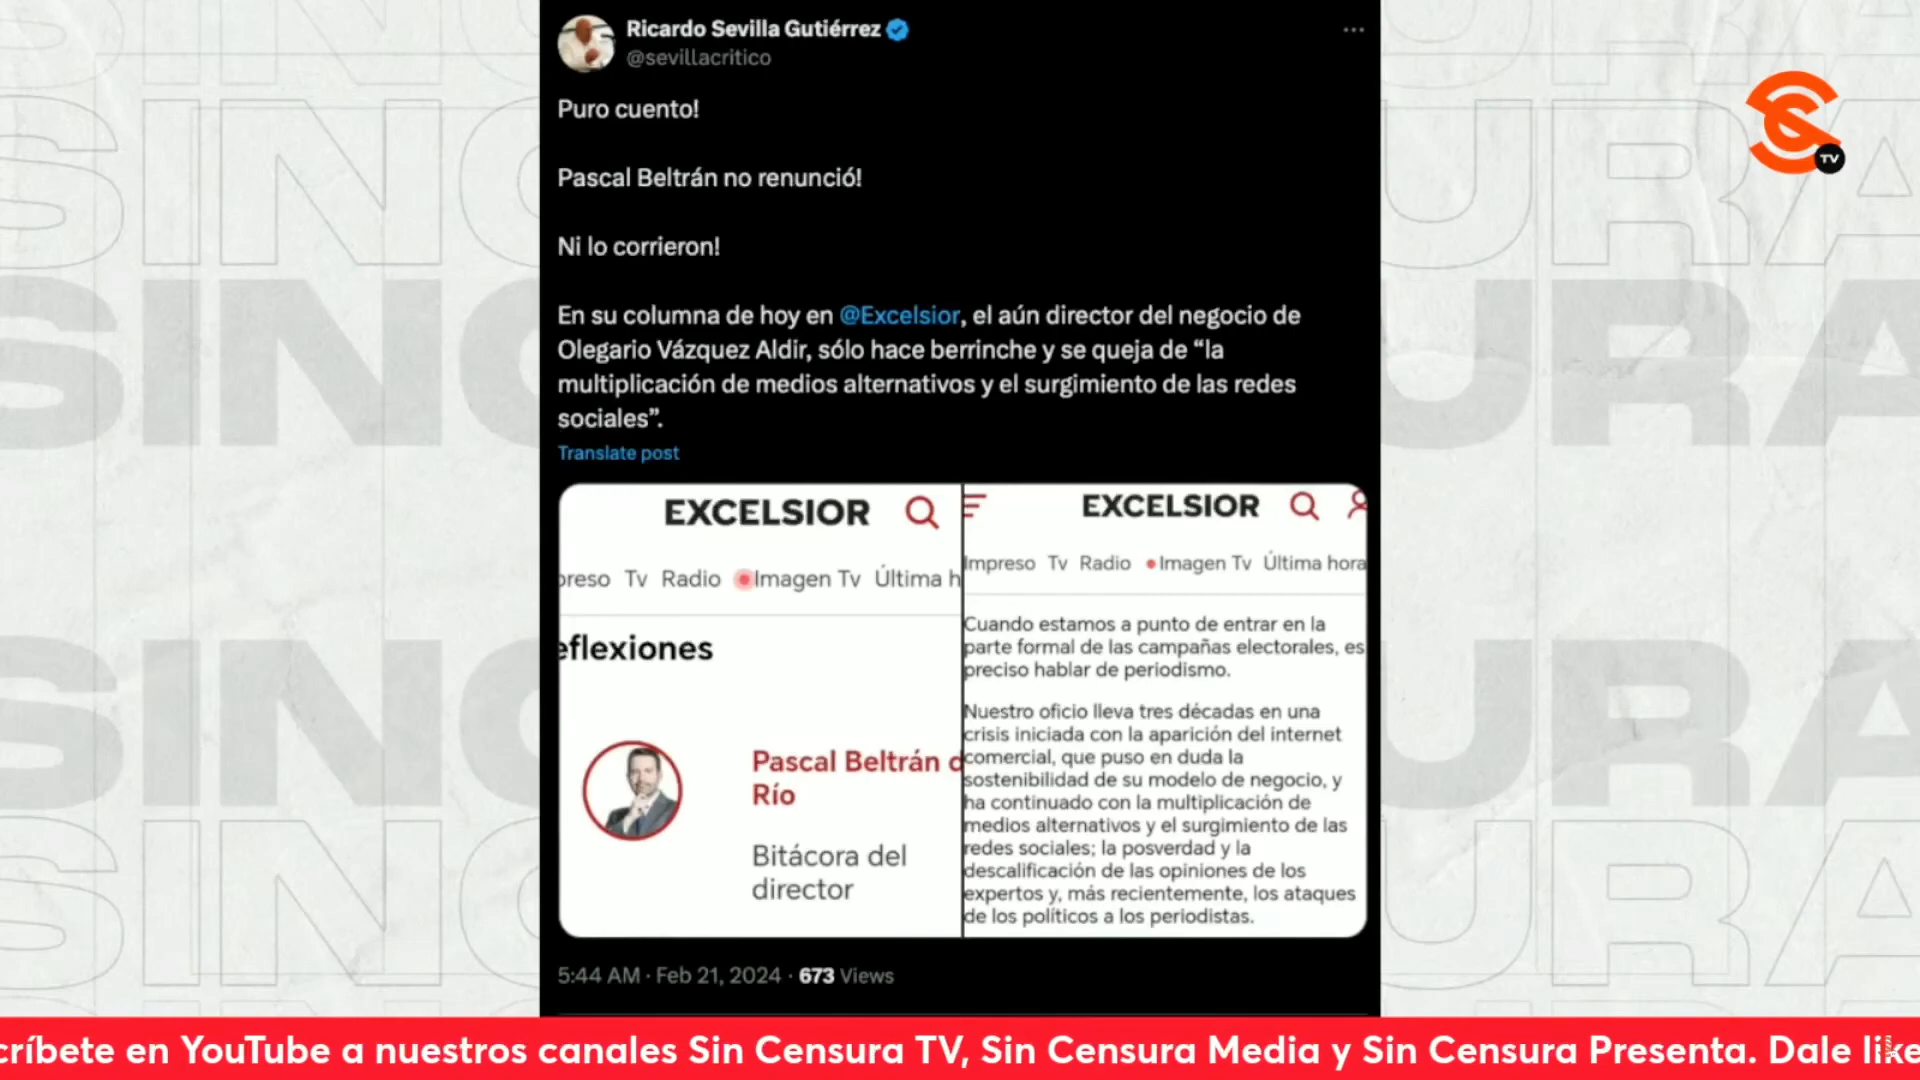 Ricardo Sevilla Gutiérrez
@sevillacritico
Puro cuento!
Pascal Beltrán no renunció!
Ni lo corrieron!
En su columna de hoy en @Excelsior, el aún director del negocio de
Olegario Vázquez Aldir, sólo hace berrinche y se queja de “la
multiplicación de medios alternativos y el surgimiento de las redes
sociales”.
Translate post
EXCELSIOR
preso Tv Radio Imagen Tv Última h
eflexiones
Pascal Beltrán d
Río
Bitácora del
director
EXCELSIOR
Impreso Tv Radio Imagen Tv Última hora
Cuando estamos a punto de entrar en la
parte formal de las campañas electorales, es
preciso hablar de periodismo.
Nuestro oficio lleva tres décadas en una
crisis iniciada con la aparición del internet
comercial, que puso en duda la
sostenibilidad de su modelo de negocio, y
ha continuado con la multiplicación de
medios alternativos y el surgimiento de las
redes sociales; la posverdad y la
descalificación de las opiniones de los
expertos y, más recientemente, los ataques
de los políticos a los periodistas.
5:44 AM · Feb 21, 2024 · 673 Views
TV
SINC
SINC
SINC
SINC
SINC
URA
URA
URA
URA
críbete en YouTube a nuestros canales Sin Censura TV, Sin Censura Media y Sin Censura Presenta. Dale like